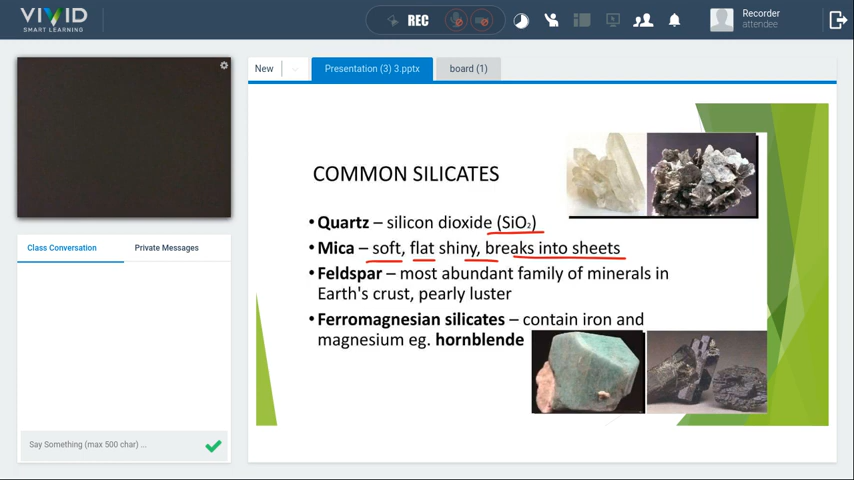 VIVID
SMART LEARNING
REC
Recorder
attendee
New
Presentation (3) 3.pptx
board (1)
Class Conversation
Private Messages
Say Something (max 500 char) ...
COMMON SILICATES
•Quartz – silicon dioxide (SiO₂)
•Mica – soft, flat shiny, breaks into sheets
•Feldspar – most abundant family of minerals in
Earth's crust, pearly luster
•Ferromagnesian silicates – contain iron and
magnesium eg. hornblende